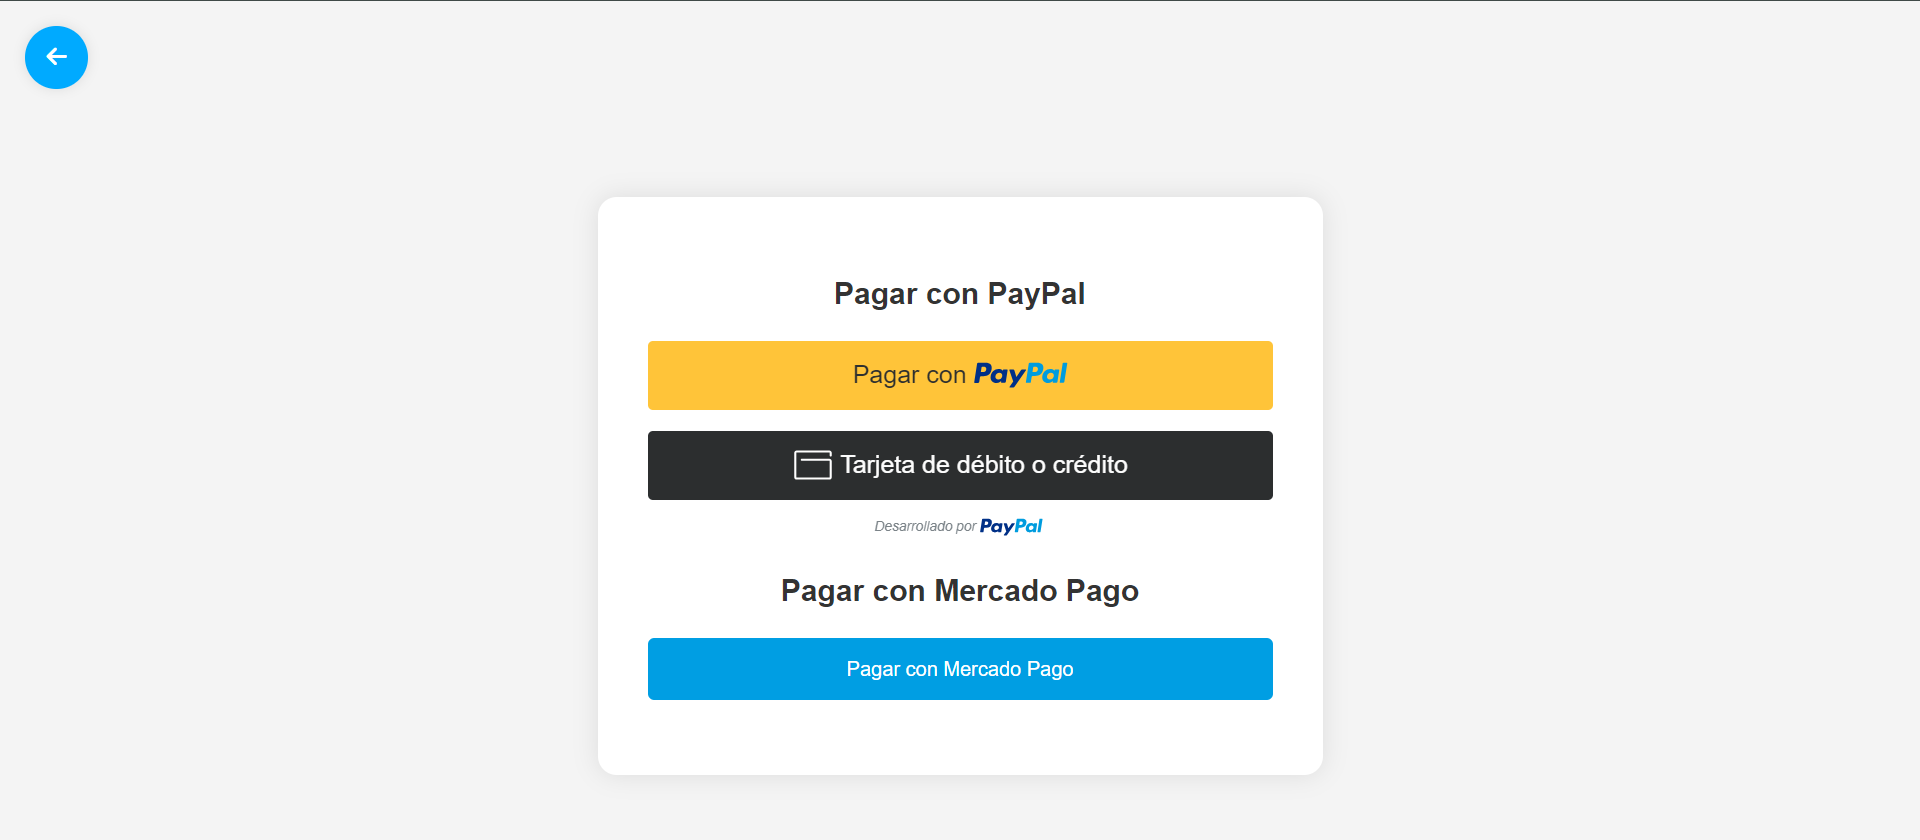 Pagar con PayPal
Pagar con PayPal
Tarjeta de débito o crédito
Desarrollado por PayPal
Pagar con Mercado Pago
Pagar con Mercado Pago